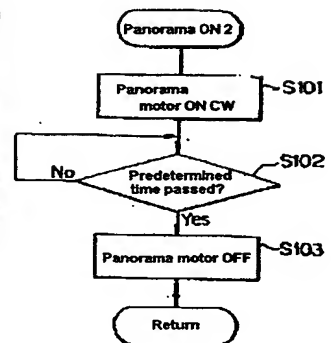 Panorama ON 2
Panorama
motor ON CW
S101
Predetermined
time passed?
S102
No
Yes
Panorama motor OFF
S103
Return